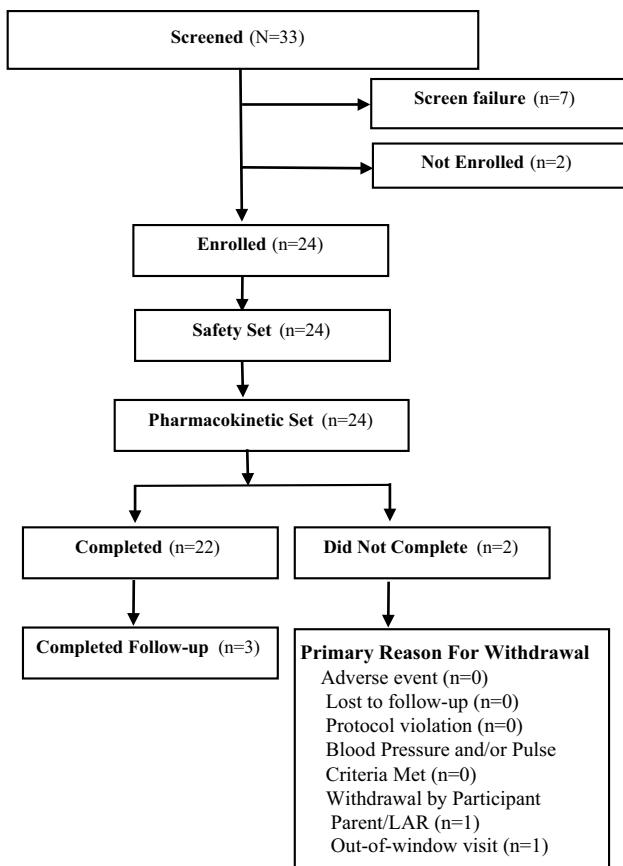 Screened (N=33)
Screen failure (n=7)
Not Enrolled (n=2)
Enrolled (n=24)
Safety Set (n=24)
Pharmacokinetic Set (n=24)
Completed (n=22)
Did Not Complete (n=2)
Completed Follow-up (n=3)
Primary Reason For Withdrawal
Adverse event (n=0)
Lost to follow-up (n=0)
Protocol violation (n=0)
Blood Pressure and/or Pulse
Criteria Met (n=0)
Withdrawal by Participant
Parent/LAR (n=1)
Out-of-window visit (n=1)